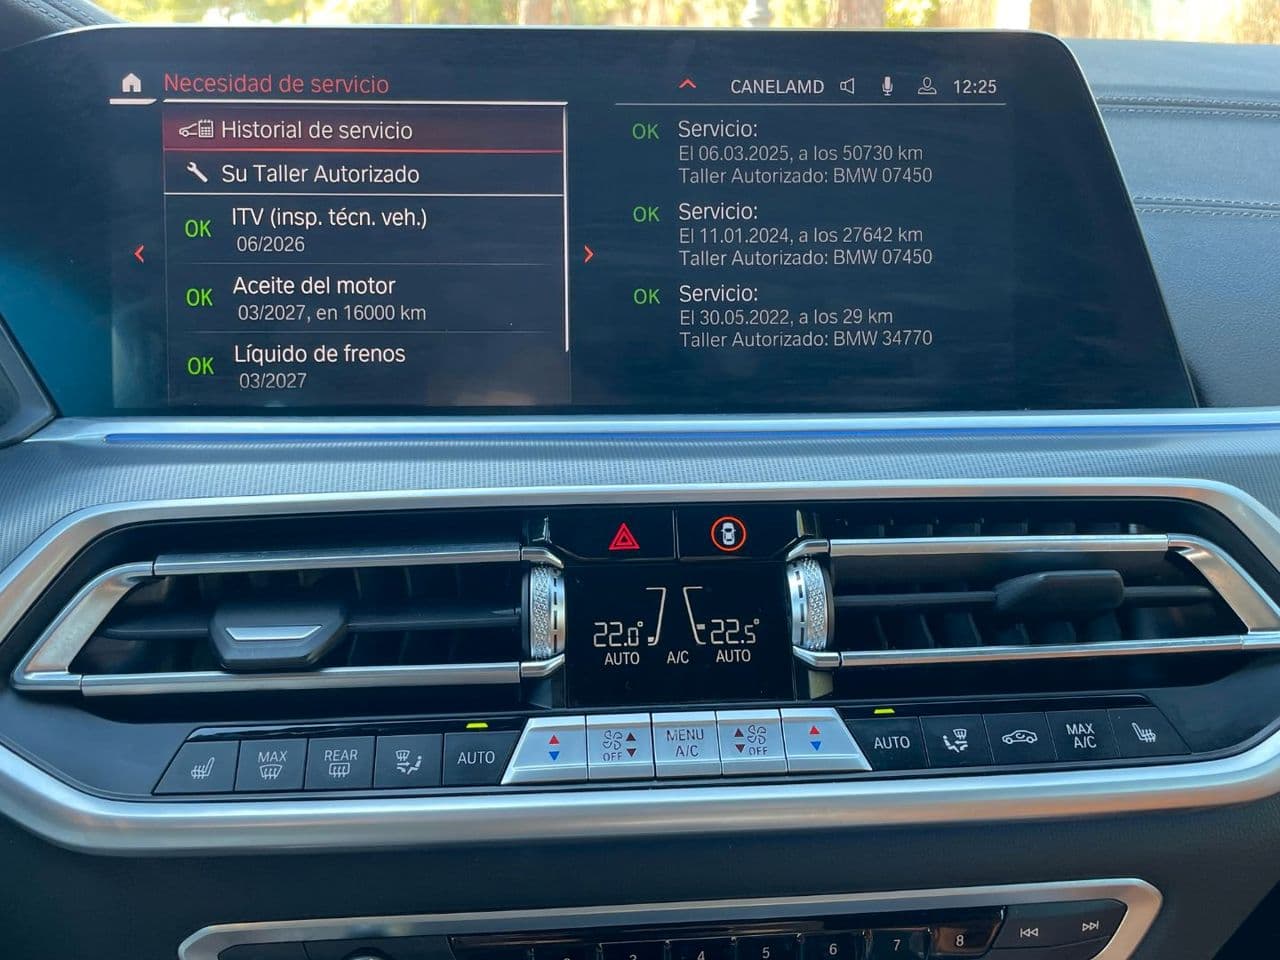 Necesidad de servicio
CANELAMD
12:25
Historial de servicio
Su Taller Autorizado
OK ITV (insp. técn. veh.)
06/2026
OK Aceite del motor
03/2027, en 16000 km
OK Líquido de frenos
03/2027
OK Servicio:
El 06.03.2025, a los 50730 km
Taller Autorizado: BMW 07450
OK Servicio:
El 11.01.2024, a los 27642 km
Taller Autorizado: BMW 07450
OK Servicio:
El 30.05.2022, a los 29 km
Taller Autorizado: BMW 34770
22.0° 22.5°
AUTO A/C AUTO
MAX
REAR
AUTO
OFF
MENU
A/C
OFF
AUTO
MAX
A/C
3 4 5 6 7 8